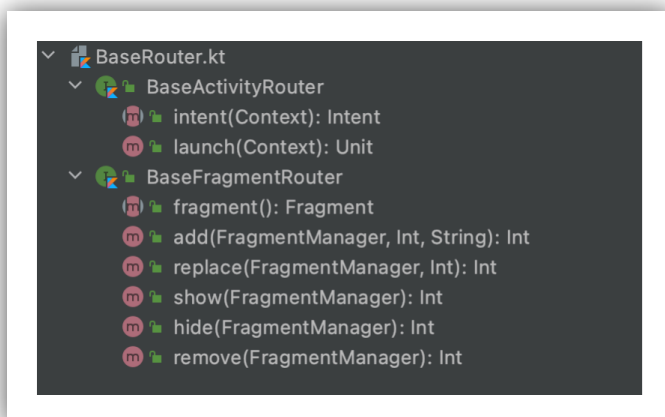 BaseRouter.kt
BaseActivityRouter
intent(Context): Intent
launch(Context): Unit
BaseFragmentRouter
fragment(): Fragment
add(FragmentManager, Int, String): Int
replace(FragmentManager, Int): Int
show(FragmentManager): Int
hide(FragmentManager): Int
remove(FragmentManager): Int